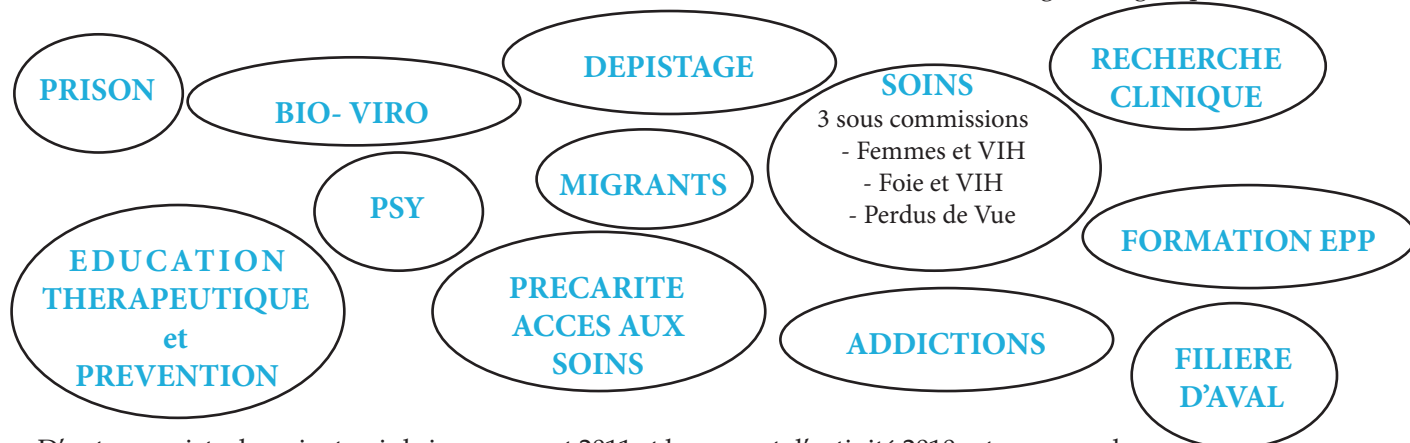 PRISON
BIO- VIRO
DEPISTAGE
SOINS
3 sous commissions
- Femmes et VIH
- Foie et VIH
- Perdus de Vue
RECHERCHE
CLINIQUE
PSY
MIGRANTS
FORMATION EPP
EDUCATION
THERAPEUTIQUE
et
PREVENTION
PRECARITE
ACCES AUX
SOINS
ADDICTIONS
FILIERE
D'AVAL